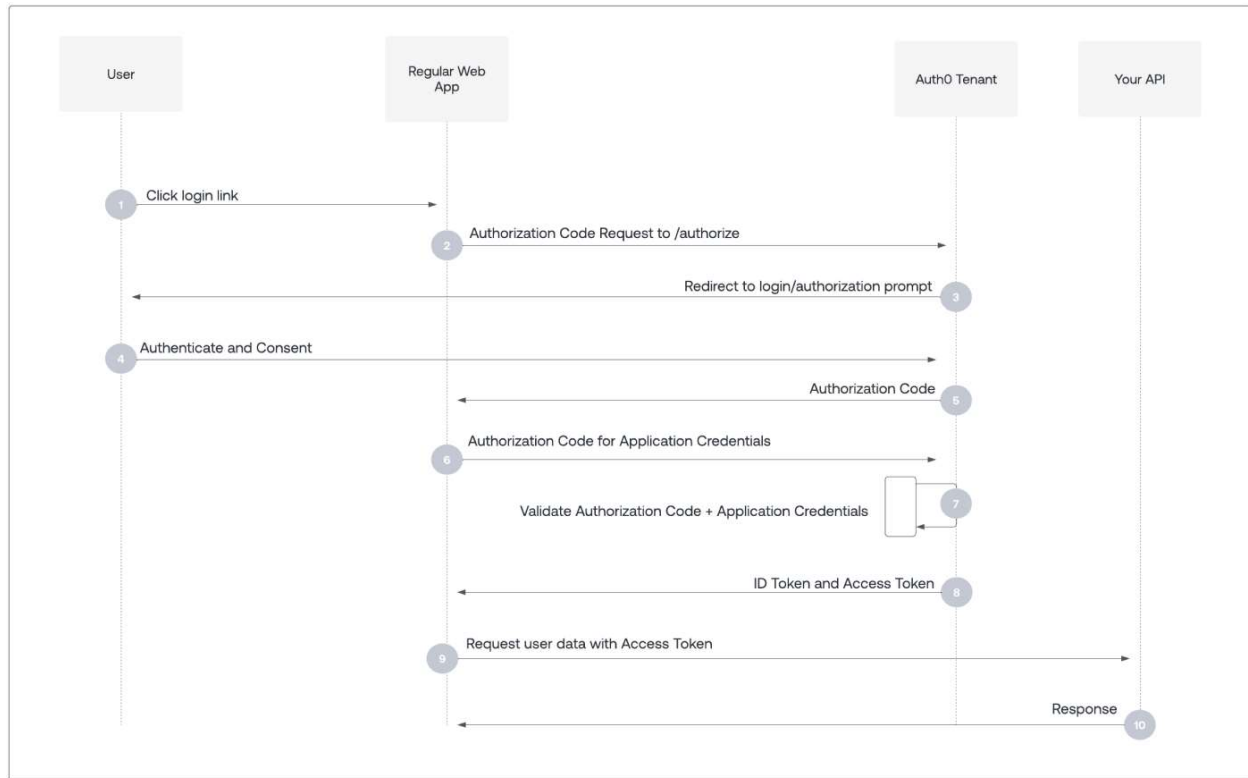 User
Regular Web
App
Auth0 Tenant
Your API
1
Click login link
2
Authorization Code Request to /authorize
Redirect to login/authorization prompt
3
4
Authenticate and Consent
Authorization Code
5
6
Authorization Code for Application Credentials
Validate Authorization Code + Application Credentials
7
ID Token and Access Token
8
9
Request user data with Access Token
Response
10